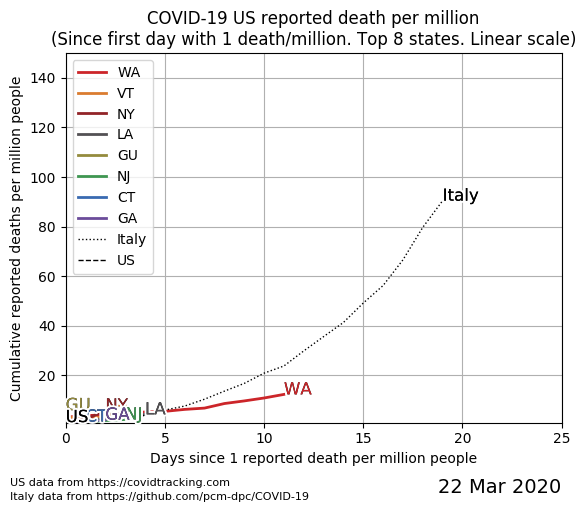 COVID-19 US reported death per million
(Since first day with 1 death/million. Top 8 states. Linear scale)
Cumulative reported deaths per million people
140
120
100
80
60
40
20
WA
VT
NY
LA
GU
NJ
CT
GA
Italy
US
Italy
WA
GU
NY
LA
US
CT
GA
NJ
0
5
10
15
20
25
Days since 1 reported death per million people
US data from https://covidtracking.com
Italy data from https://github.com/pcm-dpc/COVID-19
22 Mar 2020